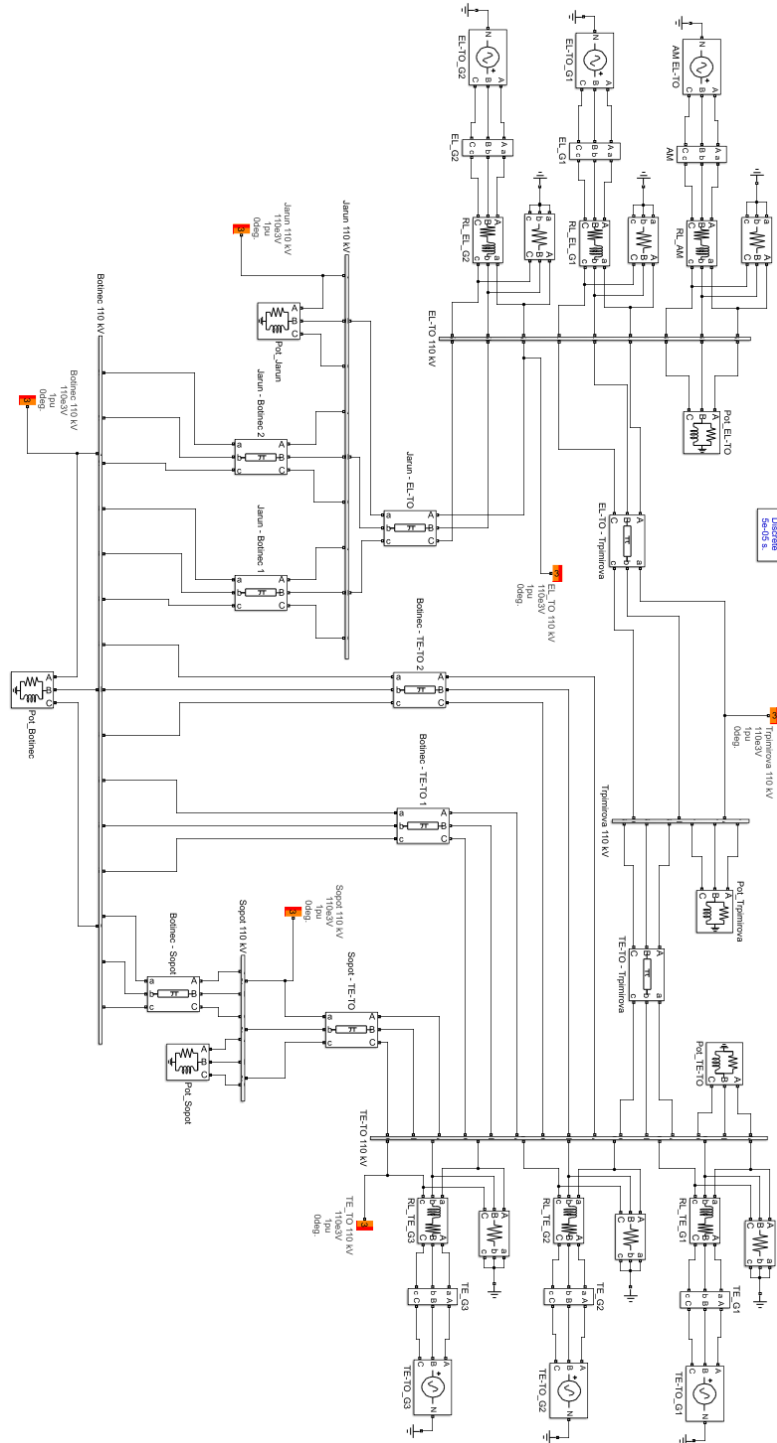 EL-TO_G2
EL-TO_G1
AM EL-TO
EL_G2
EL_G1
AM
RL_EL_G2
RL_EL_G1
RL_AM
EL-TO 110 kV
Pot_EL-TO
Jarun 110 kV
110e3V
1pu
0deg.
Jarun 110 kV
Pot_Jarun
Botinec 110 kV
Botinec 110 kV
110e3V
1pu
0deg.
Jarun - Botinec 2
Jarun - Botinec 1
Jarun - EL-TO
EL-TO - Trpimirova
Discrete
5e-05 s.
EL_TO 110 kV
110e3V
1pu
0deg.
Trpimirova 110 kV
110e3V
1pu
0deg.
Botinec - TE-TO 2
Botinec - TE-TO 1
Pot_Botinec
Trpimirova 110 kV
Pot_Trpimirova
TE-TO - Trpimirova
Sopot 110 kV
110e3V
1pu
0deg.
Sopot 110 kV
Botinec - Sopot
Sopot - TE-TO
Pot_Sopot
Pot_TE-TO
TE-TO 110 kV
TE_TO 110 kV
110e3V
1pu
0deg.
RL_TE_G3
RL_TE_G2
RL_TE_G1
TE_G3
TE_G2
TE_G1
TE-TO_G3
TE-TO_G2
TE-TO_G1